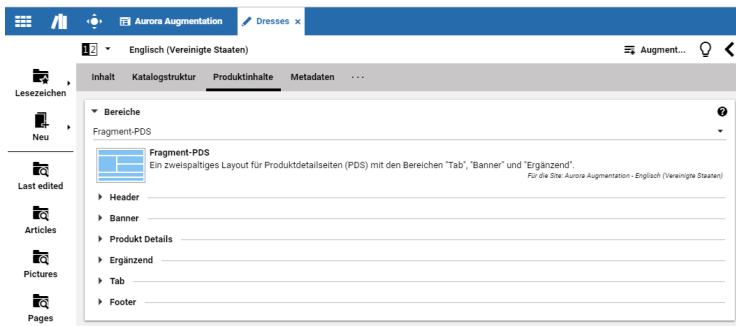 Aurora Augmentation
Dresses ×
12 Englisch (Vereinigte Staaten)
Augment...
Lesezeichen
Neu
Last edited
Articles
Pictures
Pages
Inhalt Katalogstruktur Produktinhalte Metadaten ...
Bereiche
Fragment-PDS
Fragment-PDS
Ein zweispaltiges Layout für Produktdetailseiten (PDS) mit den Bereichen "Tab", "Banner" und "Ergänzend".
Für die Site: Aurora Augmentation - Englisch (Vereinigte Staaten)
Header
Banner
Produkt Details
Ergänzend
Tab
Footer